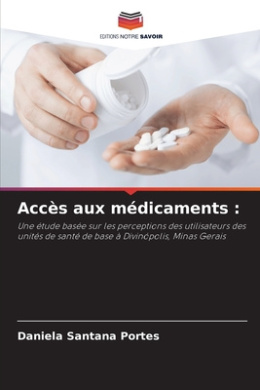 EDITIONS NOTRE SAVOIR
Accès aux médicaments :
Une étude basée sur les perceptions des utilisateurs des
unités de santé de base à Divinópolis, Minas Gerais
Daniela Santana Portes